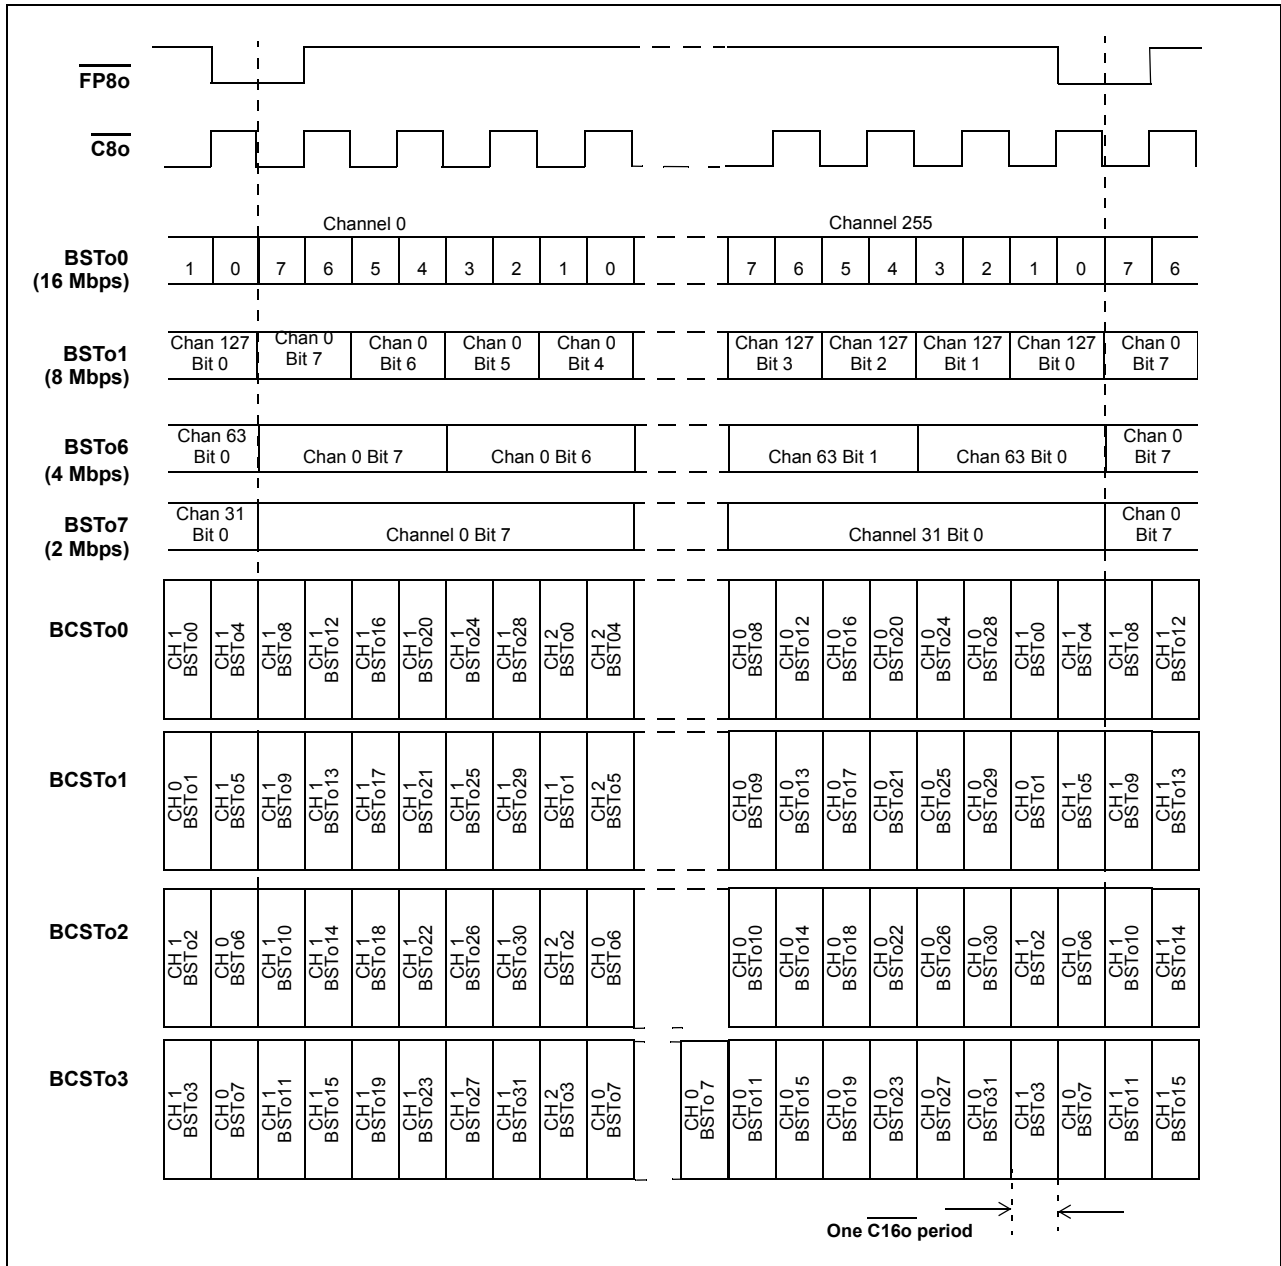 FP8o
C8o
Channel 0 Channel 255
BSTo0
(16 Mbps)
1 0 7 6 5 4 3 2 1 0 7 6 5 4 3 2 1 0 7 6
BSTo1
(8 Mbps)
Chan 127 Bit 0
Chan 0 Bit 7
Chan 0 Bit 6
Chan 0 Bit 5
Chan 0 Bit 4
Chan 127 Bit 3
Chan 127 Bit 2
Chan 127 Bit 1
Chan 127 Bit 0
Chan 0 Bit 7
BSTo6
(4 Mbps)
Chan 63 Bit 0
Chan 0 Bit 7
Chan 0 Bit 6
Chan 63 Bit 1
Chan 63 Bit 0
Chan 0 Bit 7
BSTo7
(2 Mbps)
Chan 31 Bit 0
Channel 0 Bit 7
Channel 31 Bit 0
Chan 0 Bit 7
BCSTo0
CH 1 BSTo0
CH 1 BSTo4
CH 1 BSTo8
CH 1 BSTo12
CH 1 BSTo16
CH 1 BSTo20
CH 1 BSTo24
CH 1 BSTo28
CH 2 BSTo0
CH 2 BST04
CH 0 BSTo8
CH 0 BSTo12
CH 0 BSTo16
CH 0 BSTo20
CH 0 BSTo24
CH 0 BSTo28
CH 1 BSTo0
CH 1 BSTo4
CH 1 BSTo8
CH 1 BSTo12
BCSTo1
CH 0 BSTo1
CH 1 BSTo5
CH 1 BSTo9
CH 1 BSTo13
CH 1 BSTo17
CH 1 BSTo21
CH 1 BSTo25
CH 1 BSTo29
CH 1 BSTo1
CH 2 BSTo5
CH 0 BSTo9
CH 0 BSTo13
CH 0 BSTo17
CH 0 BSTo21
CH 0 BSTo25
CH 0 BSTo29
CH 0 BSTo1
CH 1 BSTo5
CH 1 BSTo9
CH 1 BSTo13
BCSTo2
CH 1 BSTo2
CH 0 BSTo6
CH 1 BSTo10
CH 1 BSTo14
CH 1 BSTo18
CH 1 BSTo22
CH 1 BSTo26
CH 1 BSTo30
CH 2 BSTo2
CH 0 BSTo6
CH 0 BSTo10
CH 0 BSTo14
CH 0 BSTo18
CH 0 BSTo22
CH 0 BSTo26
CH 0 BSTo30
CH 1 BSTo2
CH 0 BSTo6
CH 1 BSTo10
CH 1 BSTo14
BCSTo3
CH 1 BSTo3
CH 0 BSTo7
CH 1 BSTo11
CH 1 BSTo15
CH 1 BSTo19
CH 1 BSTo23
CH 1 BSTo27
CH 1 BSTo31
CH 2 BSTo3
CH 0 BSTo7
CH 0 BSTo 7
CH 0 BSTo11
CH 0 BSTo15
CH 0 BSTo19
CH 0 BSTo23
CH 0 BSTo27
CH 0 BSTo31
CH 1 BSTo3
CH 0 BSTo7
CH 1 BSTo11
CH 1 BSTo15
One C16o period